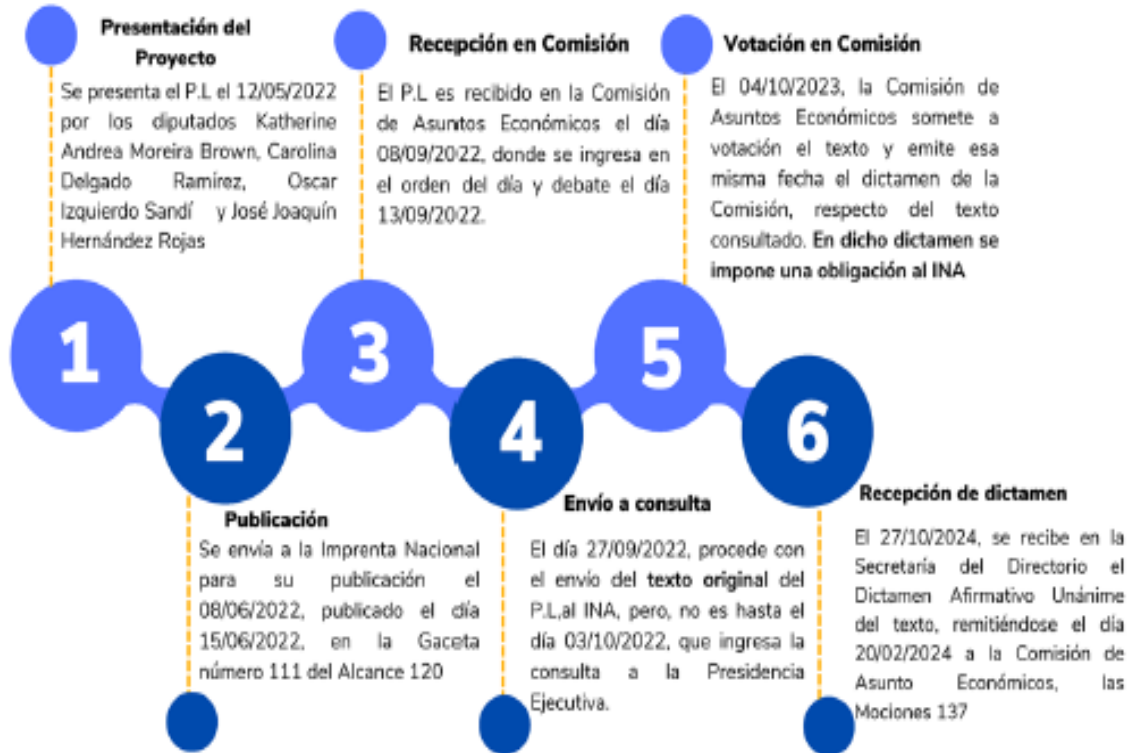 Presentación del
Proyecto
Se presenta el P.L el 12/05/2022
por los diputados Katherine
Andrea Moreira Brown, Carolina
Delgado Ramírez, Oscar
Izquierdo Sandí y José Joaquín
Hernández Rojas
Recepción en Comisión
El P.L es recibido en la Comisión
de Asuntos Económicos el día
08/09/2022, donde se ingresa en
el orden del día y debate el día
13/09/2022.
Votación en Comisión
El 04/10/2023, la Comisión de
Asuntos Económicos somete a
votación el texto y emite esa
misma fecha el dictamen de la
Comisión, respecto del texto
consultado. En dicho dictamen se
impone una obligación al INA
1
2
3
4
5
6
Publicación
Se envía a la Imprenta Nacional
para su publicación el
08/06/2022, publicado el día
15/06/2022, en la Gaceta
número 111 del Alcance 120
Envío a consulta
El día 27/09/2022, procede con
el envío del texto original del
P.L,al INA, pero, no es hasta el
día 03/10/2022, que ingresa la
consulta a la Presidencia
Ejecutiva.
Recepción de dictamen
El 27/10/2024, se recibe en la
Secretaría del Directorio el
Dictamen Afirmativo Unánime
del texto, remitiéndose el día
20/02/2024 a la Comisión de
Asunto Económicos, las
Mociones 137